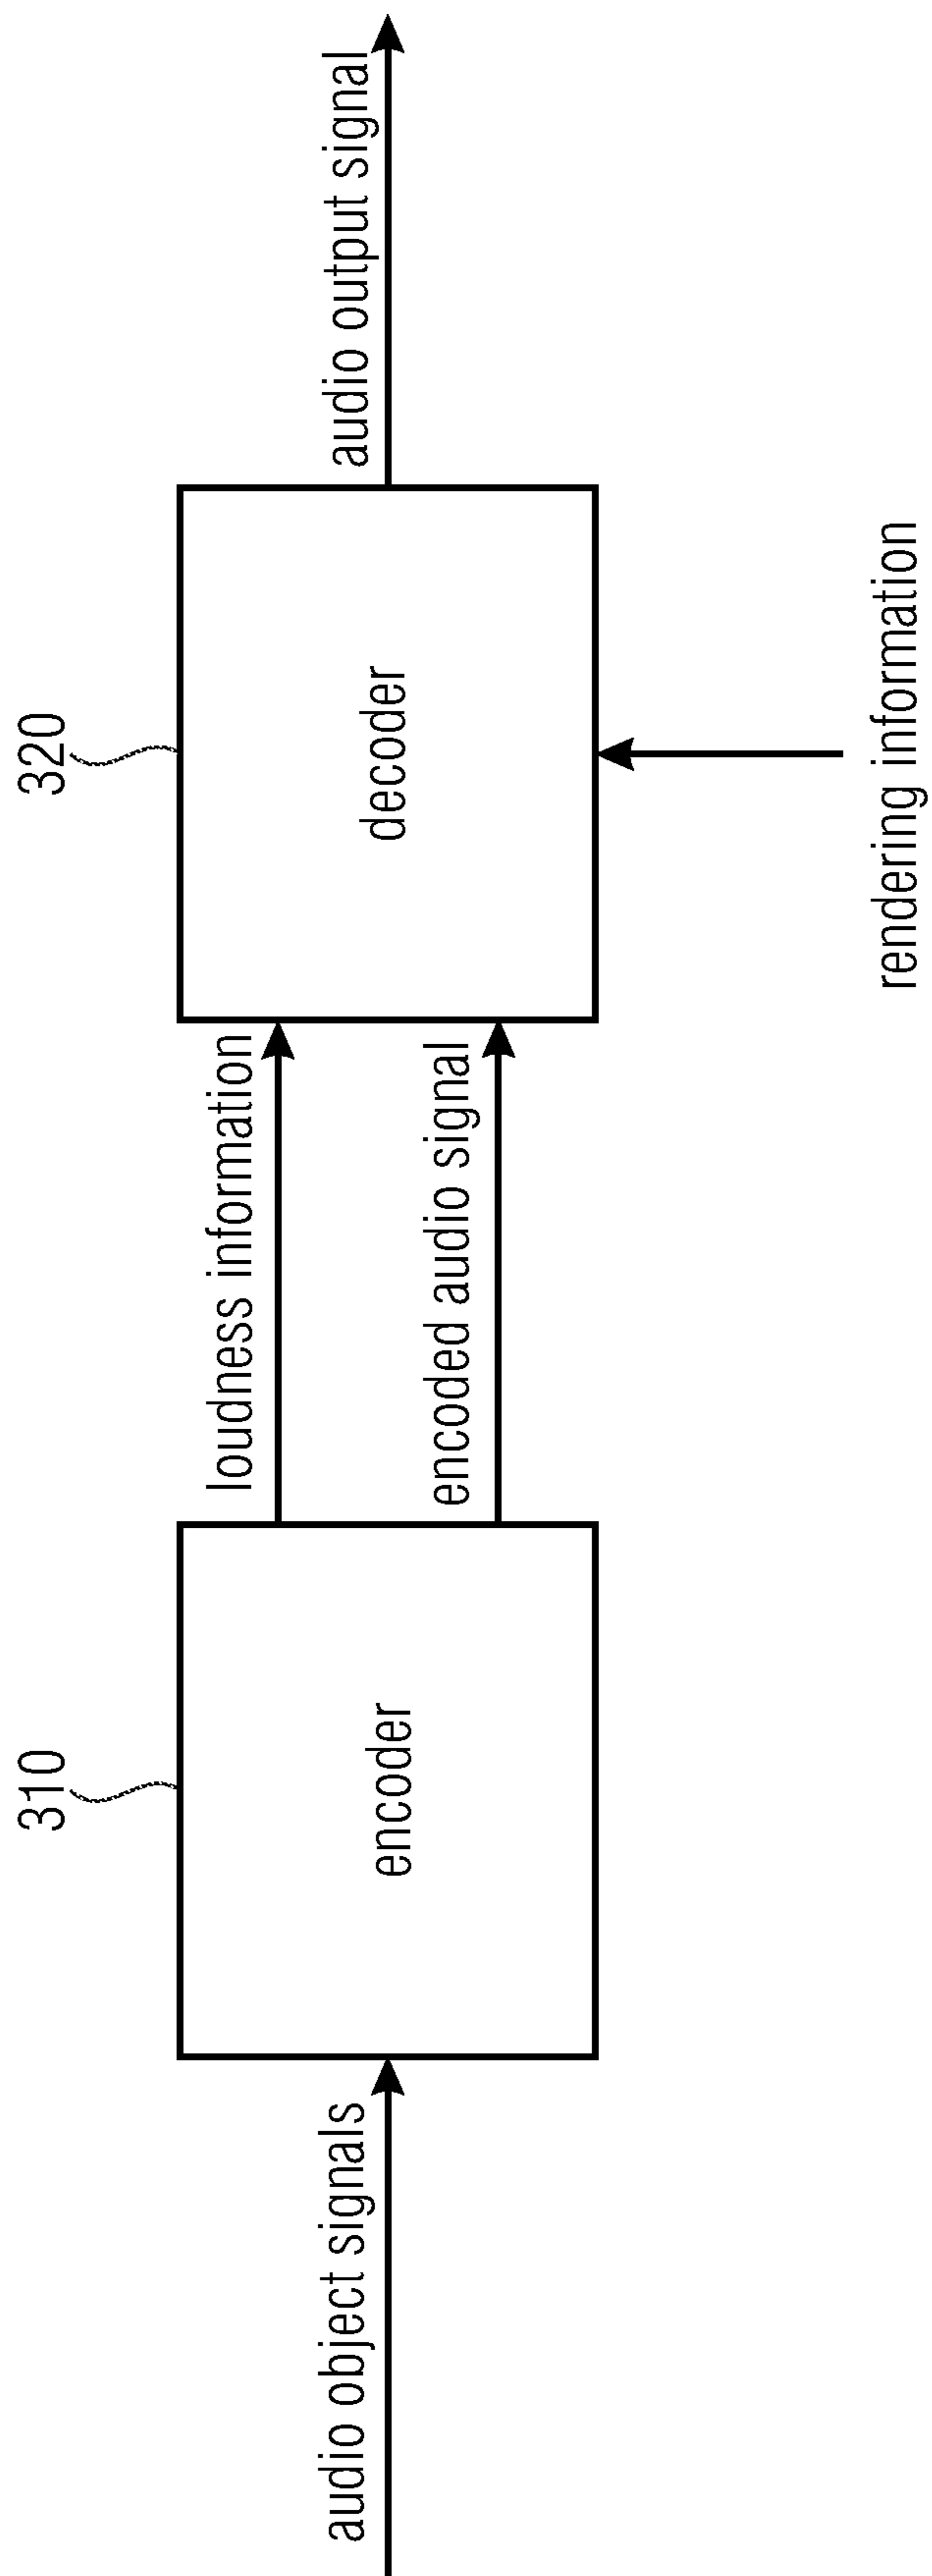 310
320
audio object signals
encoder
loudness information
encoded audio signal
decoder
audio output signal
rendering information